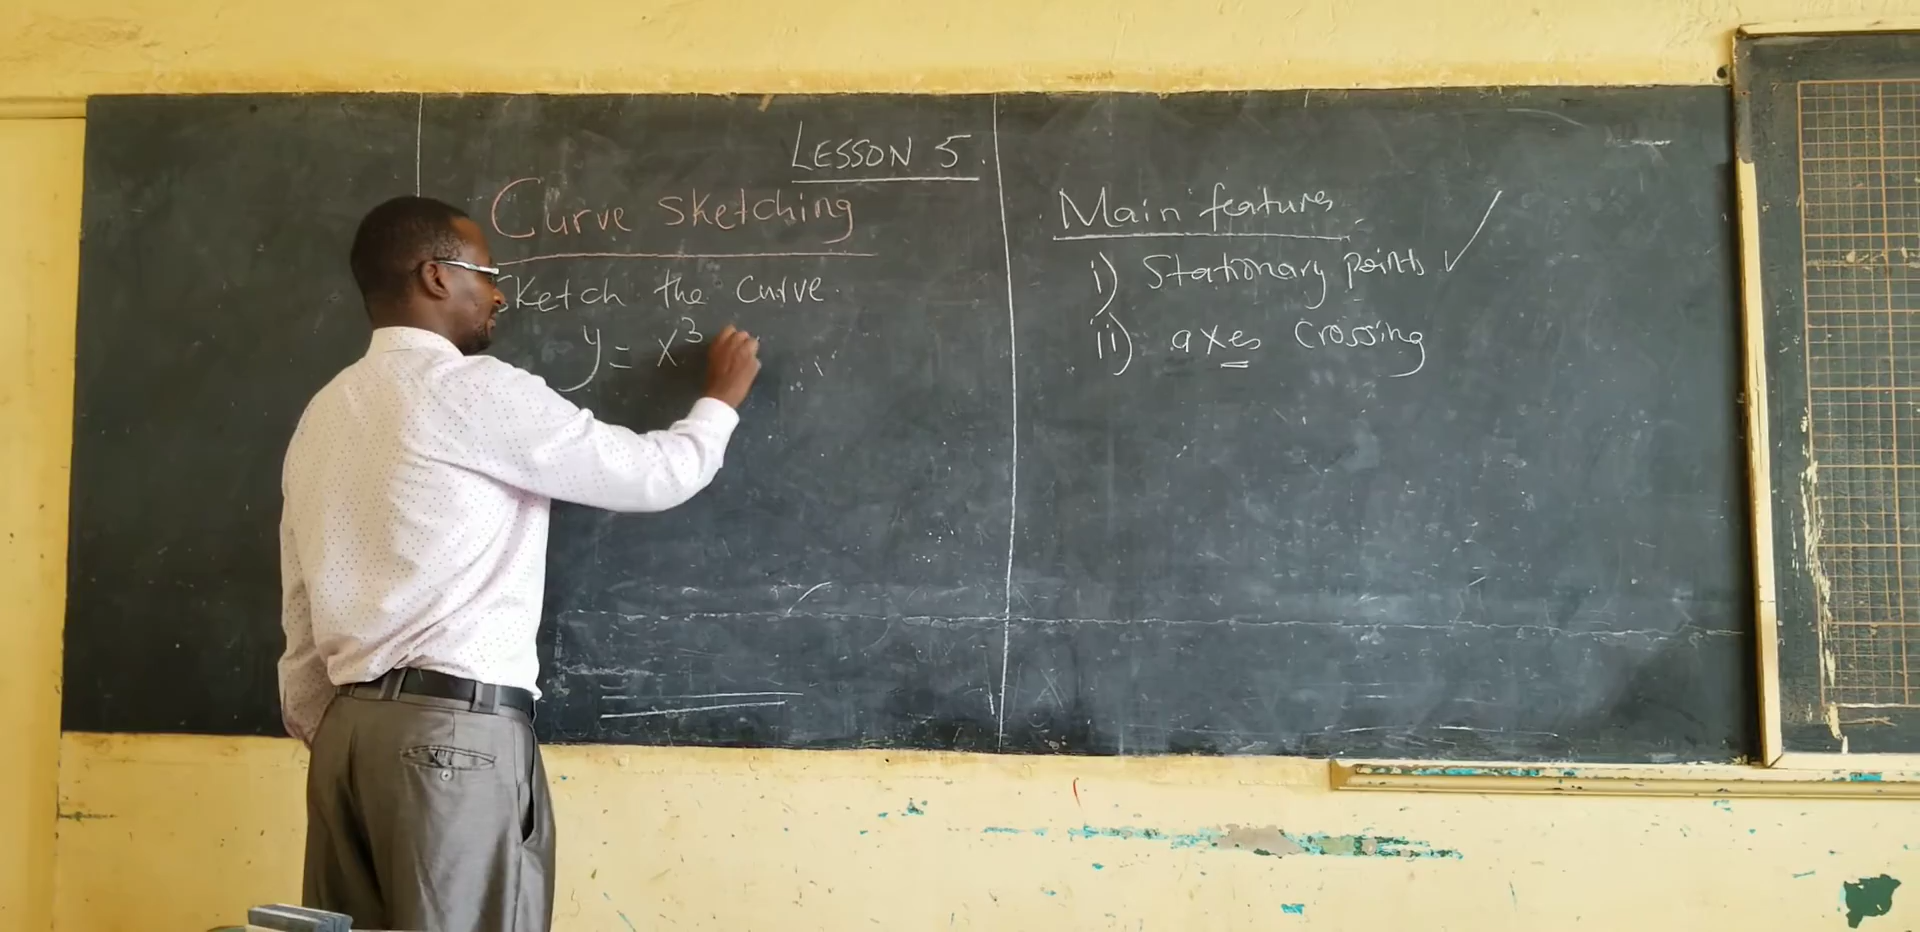 LESSON 5.
Curve sketching
Sketch the curve.
y = x³
Main features
i) Stationary points ✓
ii) axes crossing